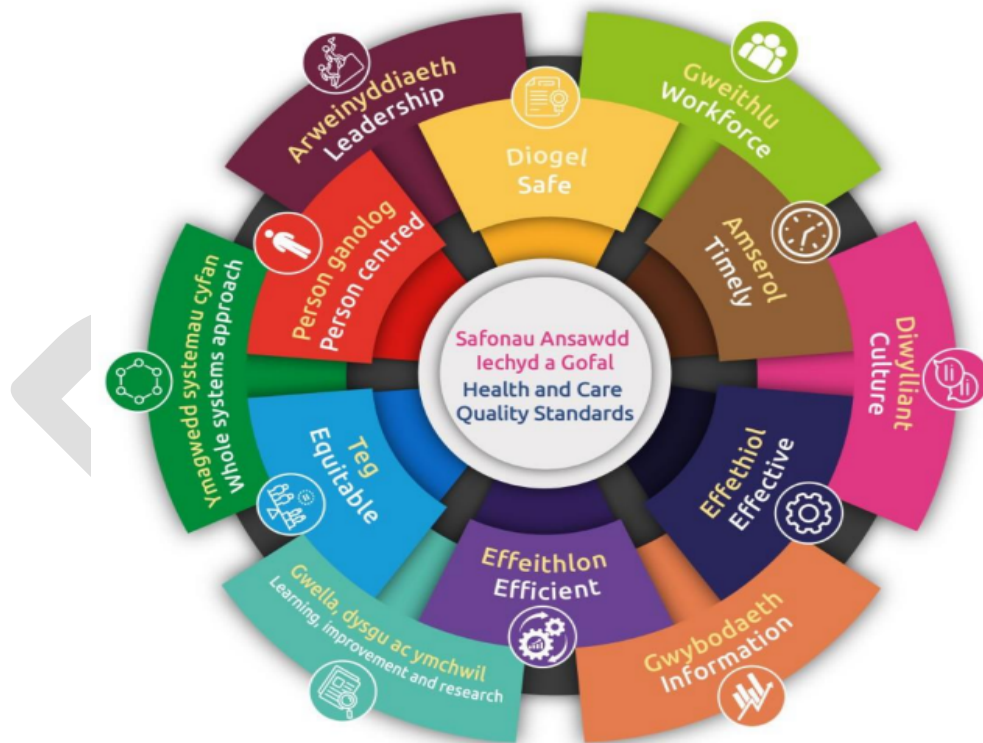 Safonau Ansawdd
Iechyd a Gofal
Health and Care
Quality Standards
Diogel
Safe
Amserol
Timely
Effethiol
Effective
Effeithlon
Efficient
Teg
Equitable
Person ganolog
Person centred
Arweinyddiaeth
Leadership
Gweithlu
Workforce
Diwylliant
Culture
Gwybodaeth
Information
Gwella, dysgu ac ymchwil
Learning, improvement and research
Ymagwedd systemau cyfan
Whole systems approach